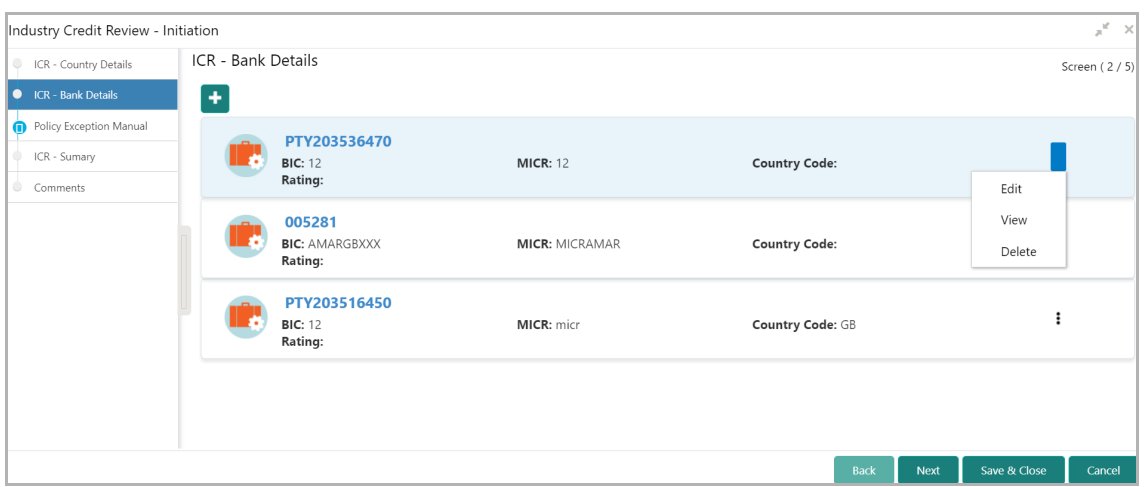 Industry Credit Review - Initiation
ICR - Country Details
ICR - Bank Details
Policy Exception Manual
ICR - Sumary
Comments
ICR - Bank Details
Screen ( 2 / 5)
PTY203536470
BIC: 12 MICR: 12 Country Code:
Rating:
Edit
View
Delete
005281
BIC: AMARGBXXX MICR: MICRAMAR Country Code:
Rating:
PTY203516450
BIC: 12 MICR: micr Country Code: GB
Rating:
Back Next Save & Close Cancel